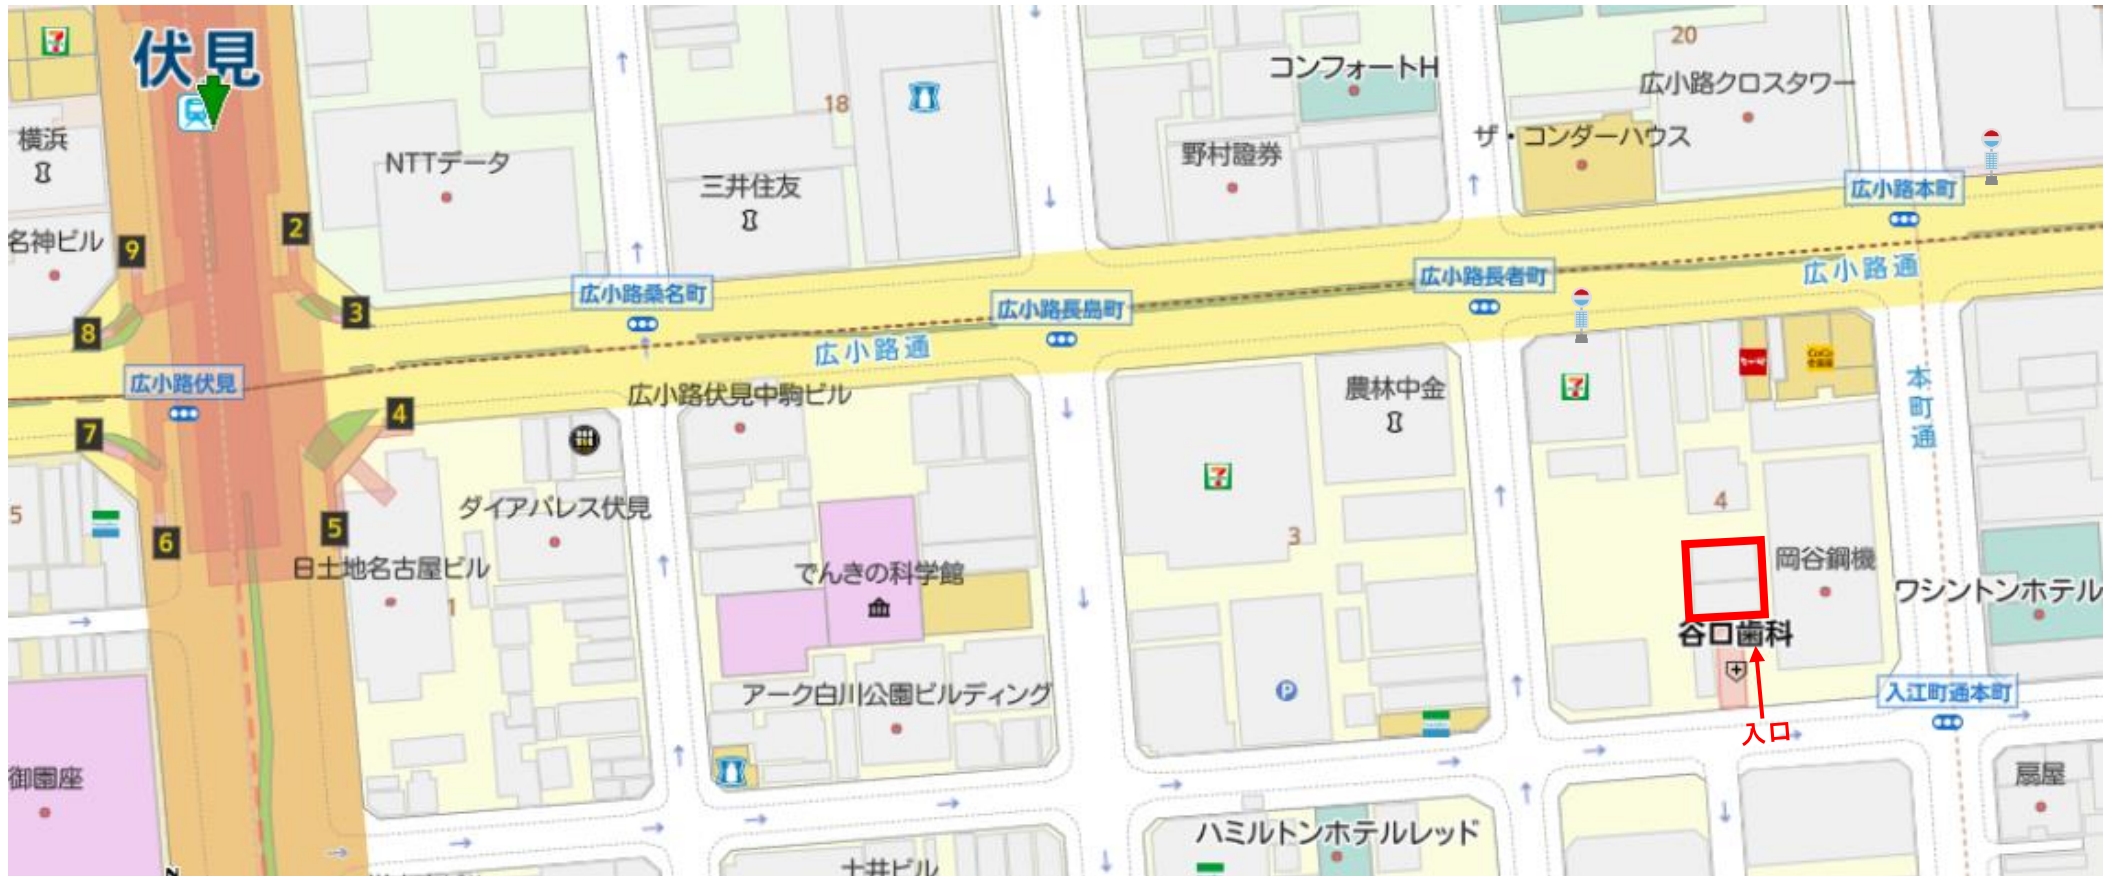 伏見
20
コンフォートH
広小路クロスタワー
18
横浜
NTTデータ
野村證券
ザ・コンダーハウス
三井住友
広小路本町
2
名神ビル
9
広小路通
広小路長者町
広小路桑名町
3
広小路長島町
8
広小路通
広小路伏見
農林中金
広小路伏見中駒ビル
4
7
本町通
ダイアパレス伏見
4
5
5
3
6
日土地名古屋ビル
でんきの科学館
岡谷鋼機
ワシントンホテル
1
谷口歯科
アーク白川公園ビルディング
P
入江町通本町
入口
御園座
扇屋
ハミルトンホテルレッド
土井ビル